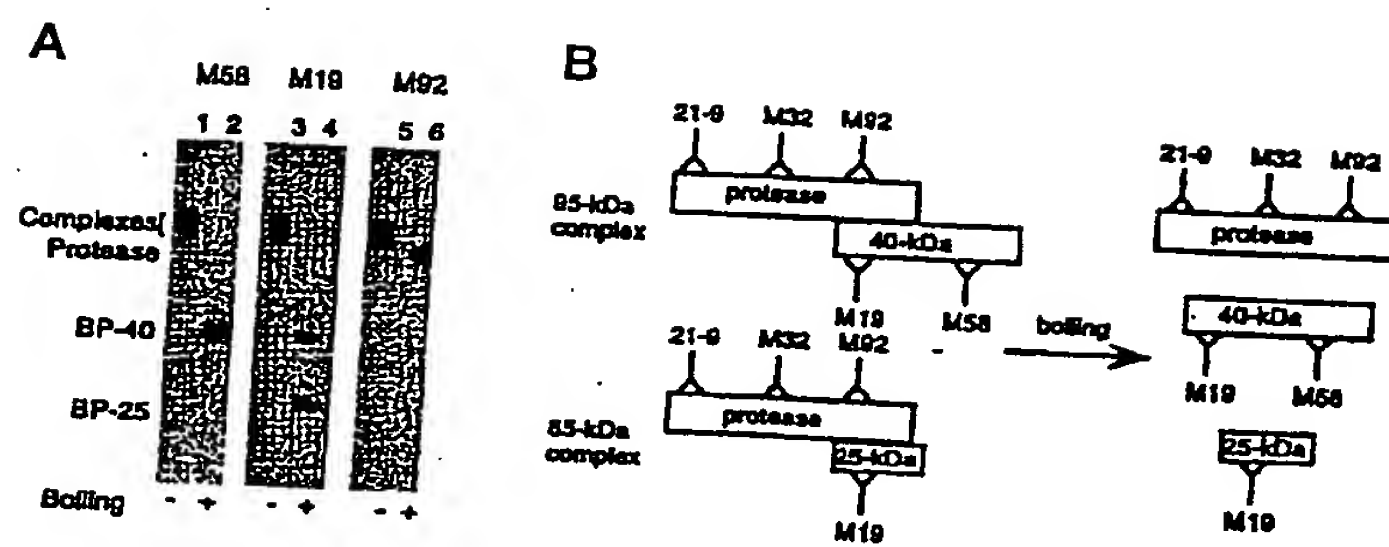 A
M58 M19 M92
1 2 3 4 5 6
Complexes[
Protease
BP-40
BP-25
Boiling - + - + - +
B
21-9 M32 M92
protease
95-kDa
complex
40-kDa
M19 M58
21-9 M32 M92
protease
85-kDa
complex
25-kDa
M19
boiling
21-9 M32 M92
protease
40-kDa
M19 M58
25-kDa
M19